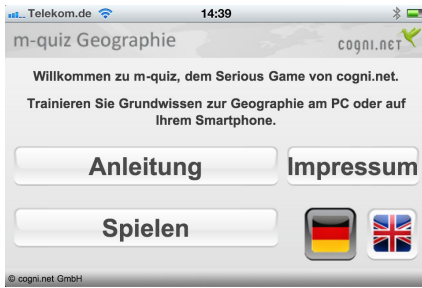 Telekom.de 14:39
m-quiz Geographie cogni.net
Willkommen zu m-quiz, dem Serious Game von cogni.net.
Trainieren Sie Grundwissen zur Geographie am PC oder auf
Ihrem Smartphone.
Anleitung Impressum
Spielen
© cogni.net GmbH